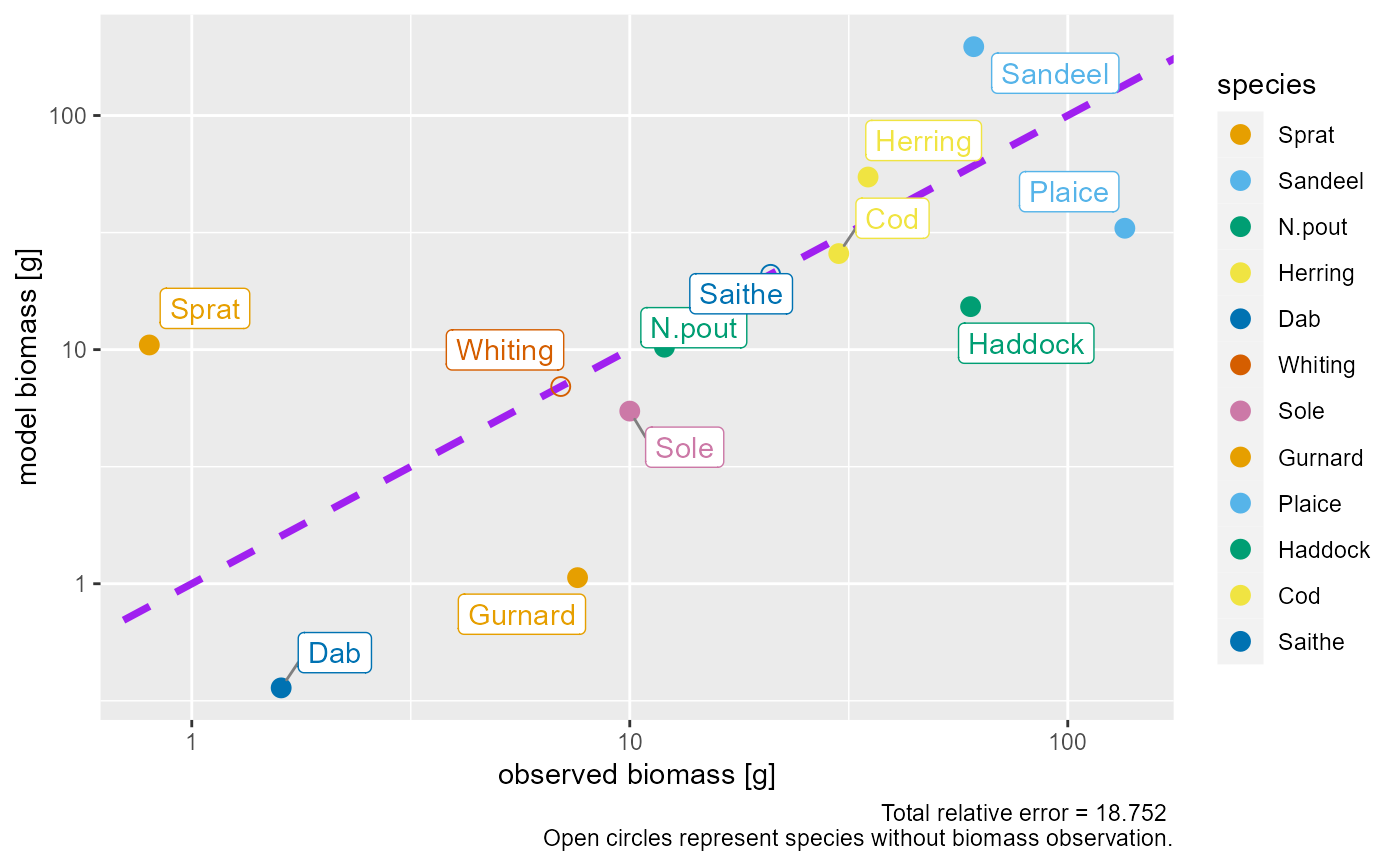 model biomass [g]
100
10
1
Sandeel
Herring
Plaice
Cod
Saithe
Sprat
N.pout
Whiting
Haddock
Sole
Gurnard
Dab
1
10
100
observed biomass [g]
Total relative error = 18.752
Open circles represent species without biomass observation.
species
Sprat
Sandeel
N.pout
Herring
Dab
Whiting
Sole
Gurnard
Plaice
Haddock
Cod
Saithe